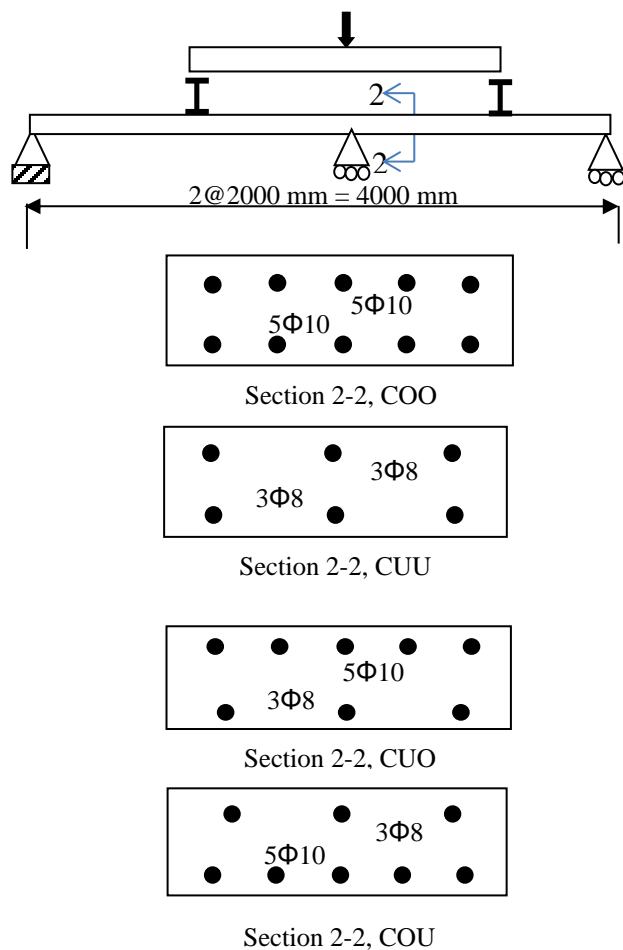 2
2
2@2000 mm = 4000 mm
5Φ10
5Φ10
Section 2-2, COO
3Φ8
3Φ8
Section 2-2, CUU
5Φ10
3Φ8
Section 2-2, CUO
3Φ8
5Φ10
Section 2-2, COU